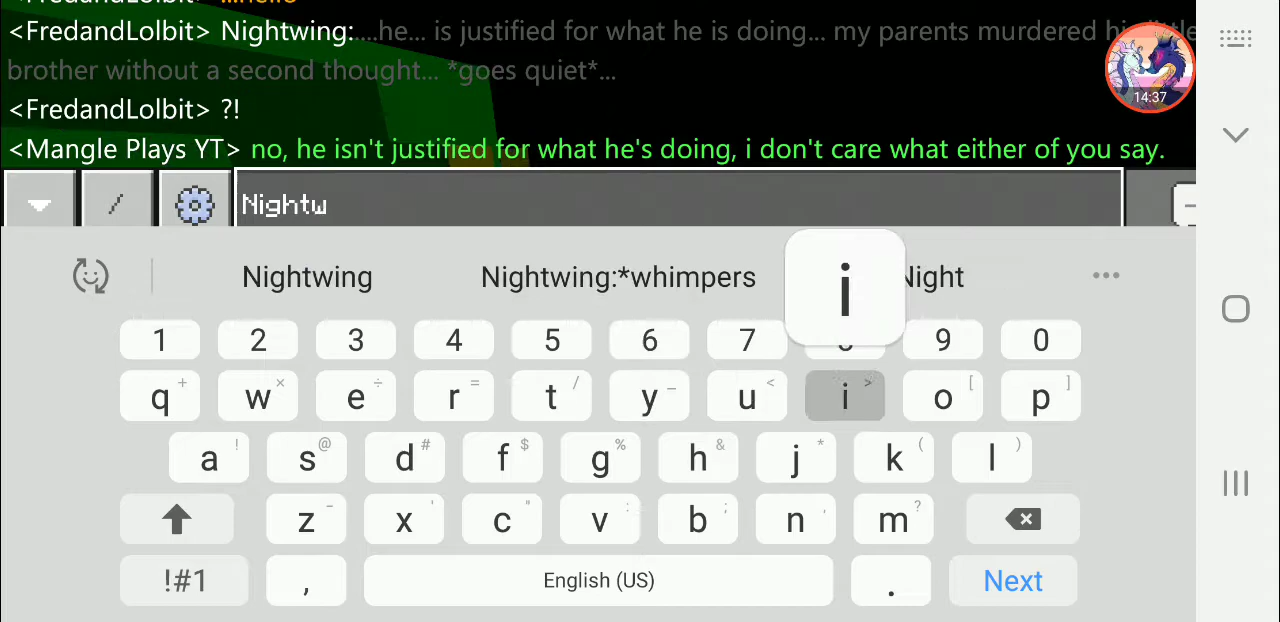 <FredandLolbit> ...hello
<FredandLolbit> Nightwing:....he... is justified for what he is doing... my parents murdered his little
brother without a second thought... *goes quiet*...
<FredandLolbit> ?!
<Mangle Plays YT> no, he isn't justified for what he's doing, i don't care what either of you say.
14:37
/ Nightw
Nightwing Nightwing:*whimpers Night
i
1 2 3 4 5 6 7 8 9 0
q + w × e ÷ r = t / y _ u < i > o [ p ]
a ! s @ d # f $ g % h & j * k ( l )
z - x ' c " v : b ; n , m ?
!#1 , English (US) . Next